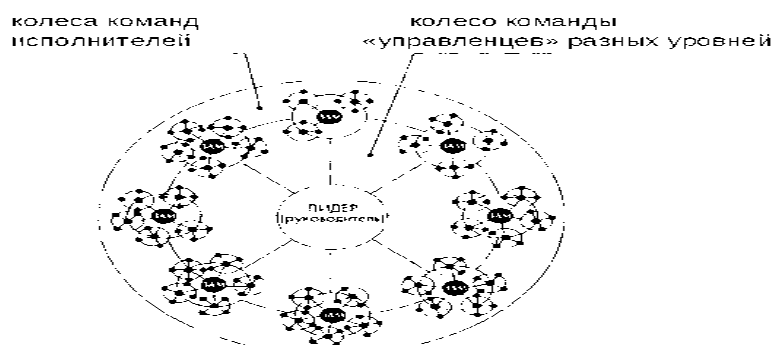 колеса команд
исполнителей
колесо команды
«управленцев» разных уровней
ЛИДЕР
(руководитель)